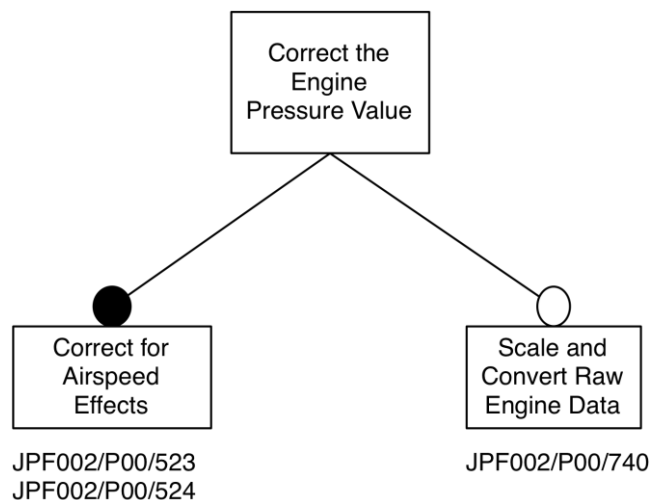 Correct the
Engine
Pressure Value
Correct for
Airspeed
Effects
Scale and
Convert Raw
Engine Data
JPF002/P00/523
JPF002/P00/524
JPF002/P00/740